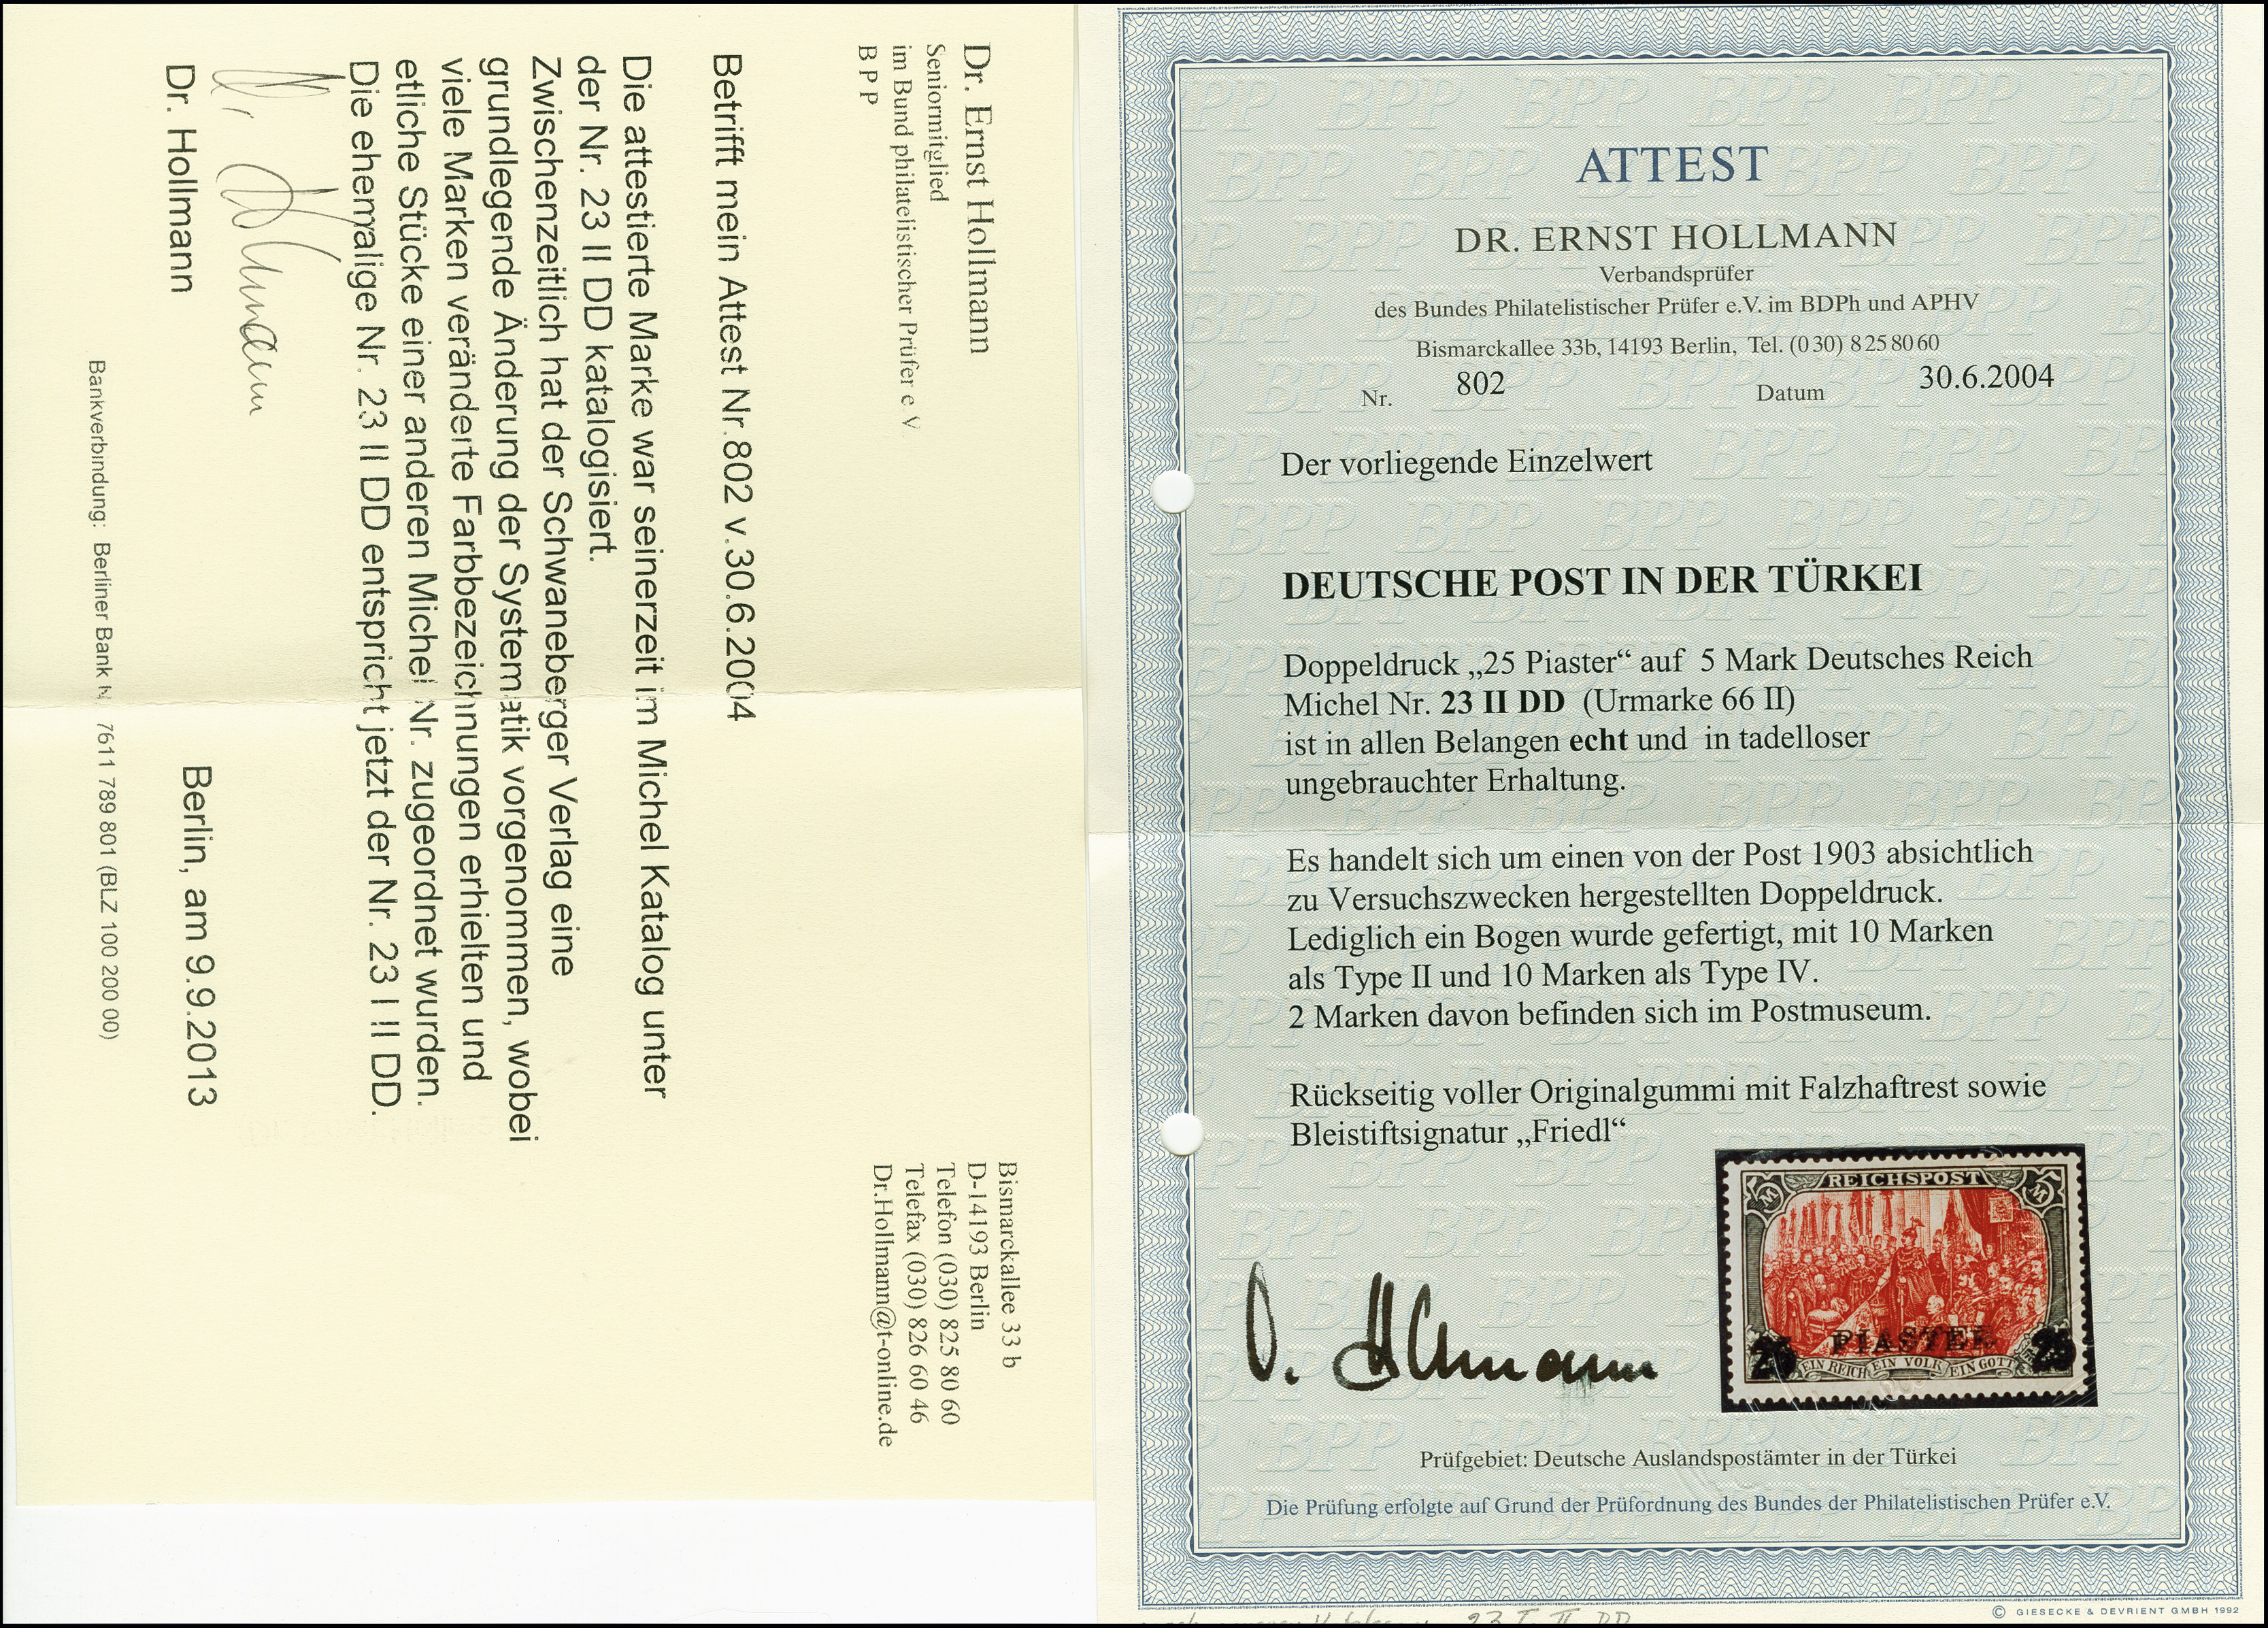 Dr. Ernst Hollmann
Seniormitglied
im Bund philatelistischer Prüfer e.V.
B P P
Bismarckallee 33 b
D-14193 Berlin
Telefon (030) 825 80 60
Telefax (030) 826 60 46
Dr.Hollmann@t-online.de
Betrifft mein Attest Nr.802 v.30.6.2004
Die attestierte Marke war seinerzeit im Michel Katalog unter
der Nr. 23 II DD katalogisiert.
Zwischenzeitlich hat der Schwaneberger Verlag eine
grundlegende Änderung der Systematik vorgenommen, wobei
viele Marken veränderte Farbbezeichnungen erhielten und
etliche Stücke einer anderen Michel Nr. zugeordnet wurden.
Die ehemalige Nr. 23 II DD entspricht jetzt der Nr. 23 I II DD.
Dr. Hollmann
Dr. Hollmann Berlin, am 9.9.2013
Bankverbindung: Berliner Bank N 7611 789 801 (BLZ 100 200 00)
ATTEST
DR. ERNST HOLLMANN
Verbandsprüfer
des Bundes Philatelistischer Prüfer e.V. im BDPh und APHV
Bismarckallee 33b, 14193 Berlin, Tel. (030) 8258060
Nr. 802 Datum 30.6.2004
Der vorliegende Einzelwert
DEUTSCHE POST IN DER TÜRKEI
Doppeldruck „25 Piaster“ auf 5 Mark Deutsches Reich
Michel Nr. 23 II DD (Urmarke 66 II)
ist in allen Belangen echt und in tadelloser
ungebrauchter Erhaltung.
Es handelt sich um einen von der Post 1903 absichtlich
zu Versuchszwecken hergestellten Doppeldruck.
Lediglich ein Bogen wurde gefertigt, mit 10 Marken
als Type II und 10 Marken als Type IV.
2 Marken davon befinden sich im Postmuseum.
Rückseitig voller Originalgummi mit Falzhaftrest sowie
Bleistiftsignatur „Friedl“
REICHSPOST
25 PIASTER 25
EIN REICH EIN VOLK EIN GOTT
D. Hollmann
Prüfgebiet: Deutsche Auslandspostämter in der Türkei
Die Prüfung erfolgte auf Grund der Prüfordnung des Bundes der Philatelistischen Prüfer e.V.
© GIESECKE & DEVRIENT GMBH 1992
23 I II DD